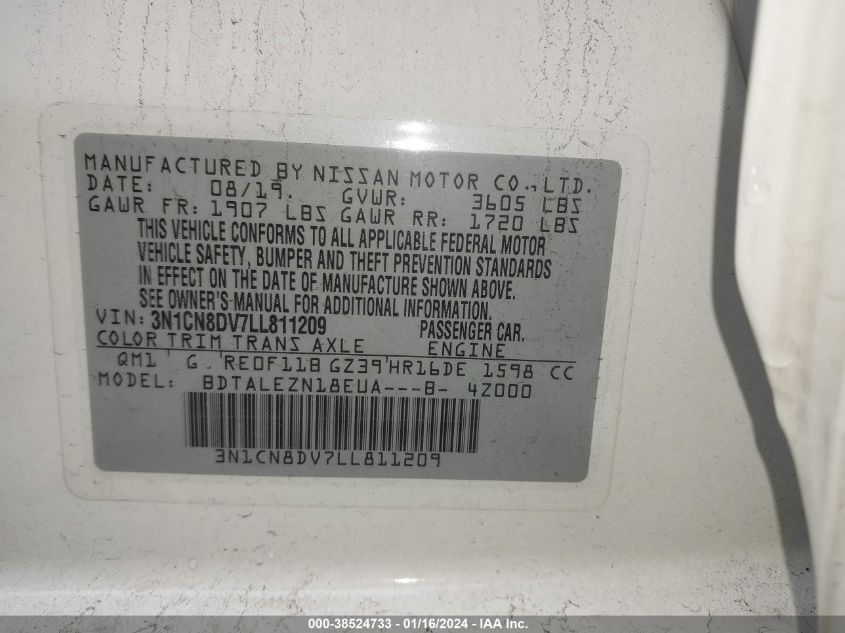 MANUFACTURED BY NISSAN MOTOR CO.,LTD.
DATE: 08/19. GVWR: 3605 LBS
GAWR FR: 1907 LBS GAWR RR: 1720 LBS
THIS VEHICLE CONFORMS TO ALL APPLICABLE FEDERAL MOTOR
VEHICLE SAFETY, BUMPER AND THEFT PREVENTION STANDARDS
IN EFFECT ON THE DATE OF MANUFACTURE SHOWN ABOVE.
SEE OWNER'S-MANUAL FOR ADDITIONAL INFORMATION.
VIN: 3N1CN8DV7LL811209 PASSENGER CAR.
COLOR TRIM TRANS AXLE ENGINE
QM1 G RE0F11B GZ39 HR16DE 1598 CC
MODEL: BDTALEZN18EUA---B- 4Z000
3N1CN8DV7LL811209
000-38524733 - 01/16/2024 - IAA Inc.